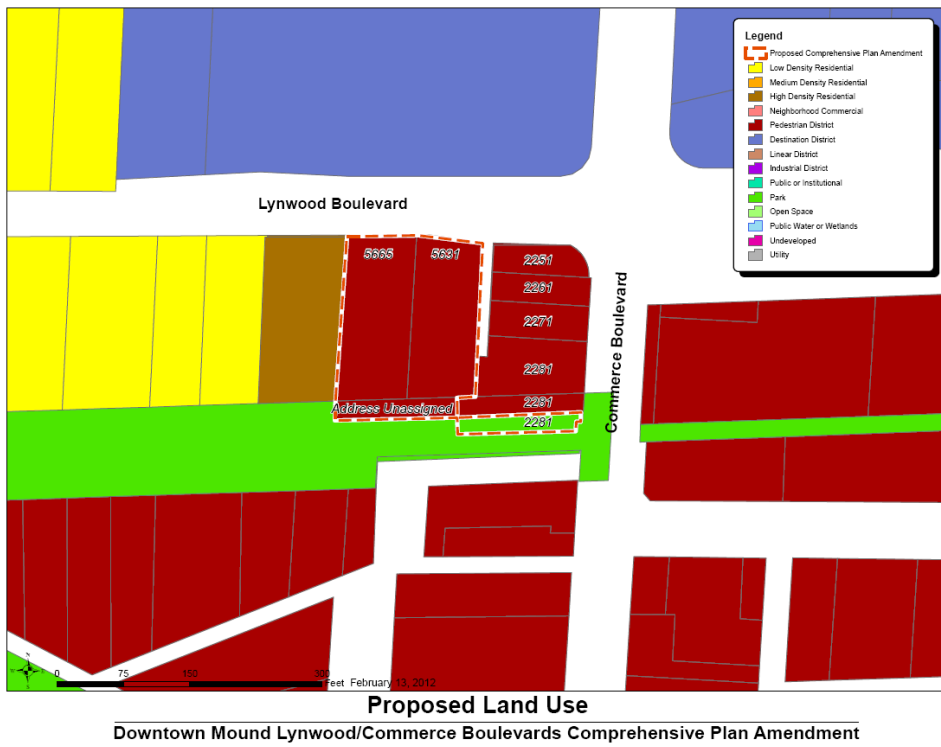 Legend
Proposed Comprehensive Plan Amendment
Low Density Residential
Medium Density Residential
High Density Residential
Neighborhood Commercial
Pedestrian District
Destination District
Linear District
Industrial District
Public or Institutional
Park
Open Space
Public Water or Wetlands
Undeveloped
Utility
Lynwood Boulevard
5665
5631
2251
2261
2271
2281
2281
Address Unassigned
2281
Commerce Boulevard
N
0 75 150 300
Feet February 13, 2012
Proposed Land Use
Downtown Mound Lynwood/Commerce Boulevards Comprehensive Plan Amendment